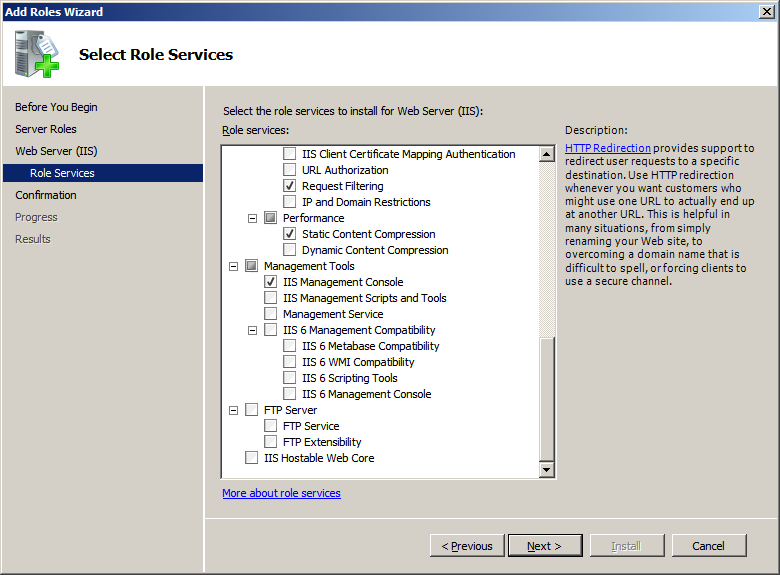 Add Roles Wizard
Select Role Services
Before You Begin
Server Roles
Web Server (IIS)
Role Services
Confirmation
Progress
Results
Select the role services to install for Web Server (IIS):
Role services:
IIS Client Certificate Mapping Authentication
URL Authorization
Request Filtering
IP and Domain Restrictions
Performance
Static Content Compression
Dynamic Content Compression
Management Tools
IIS Management Console
IIS Management Scripts and Tools
Management Service
IIS 6 Management Compatibility
IIS 6 Metabase Compatibility
IIS 6 WMI Compatibility
IIS 6 Scripting Tools
IIS 6 Management Console
FTP Server
FTP Service
FTP Extensibility
IIS Hostable Web Core
More about role services
Description:
HTTP Redirection provides support to
redirect user requests to a specific
destination. Use HTTP redirection
whenever you want customers who
might use one URL to actually end up
at another URL. This is helpful in
many situations, from simply
renaming your Web site, to
overcoming a domain name that is
difficult to spell, or forcing clients to
use a secure channel.
< Previous
Next >
Install
Cancel